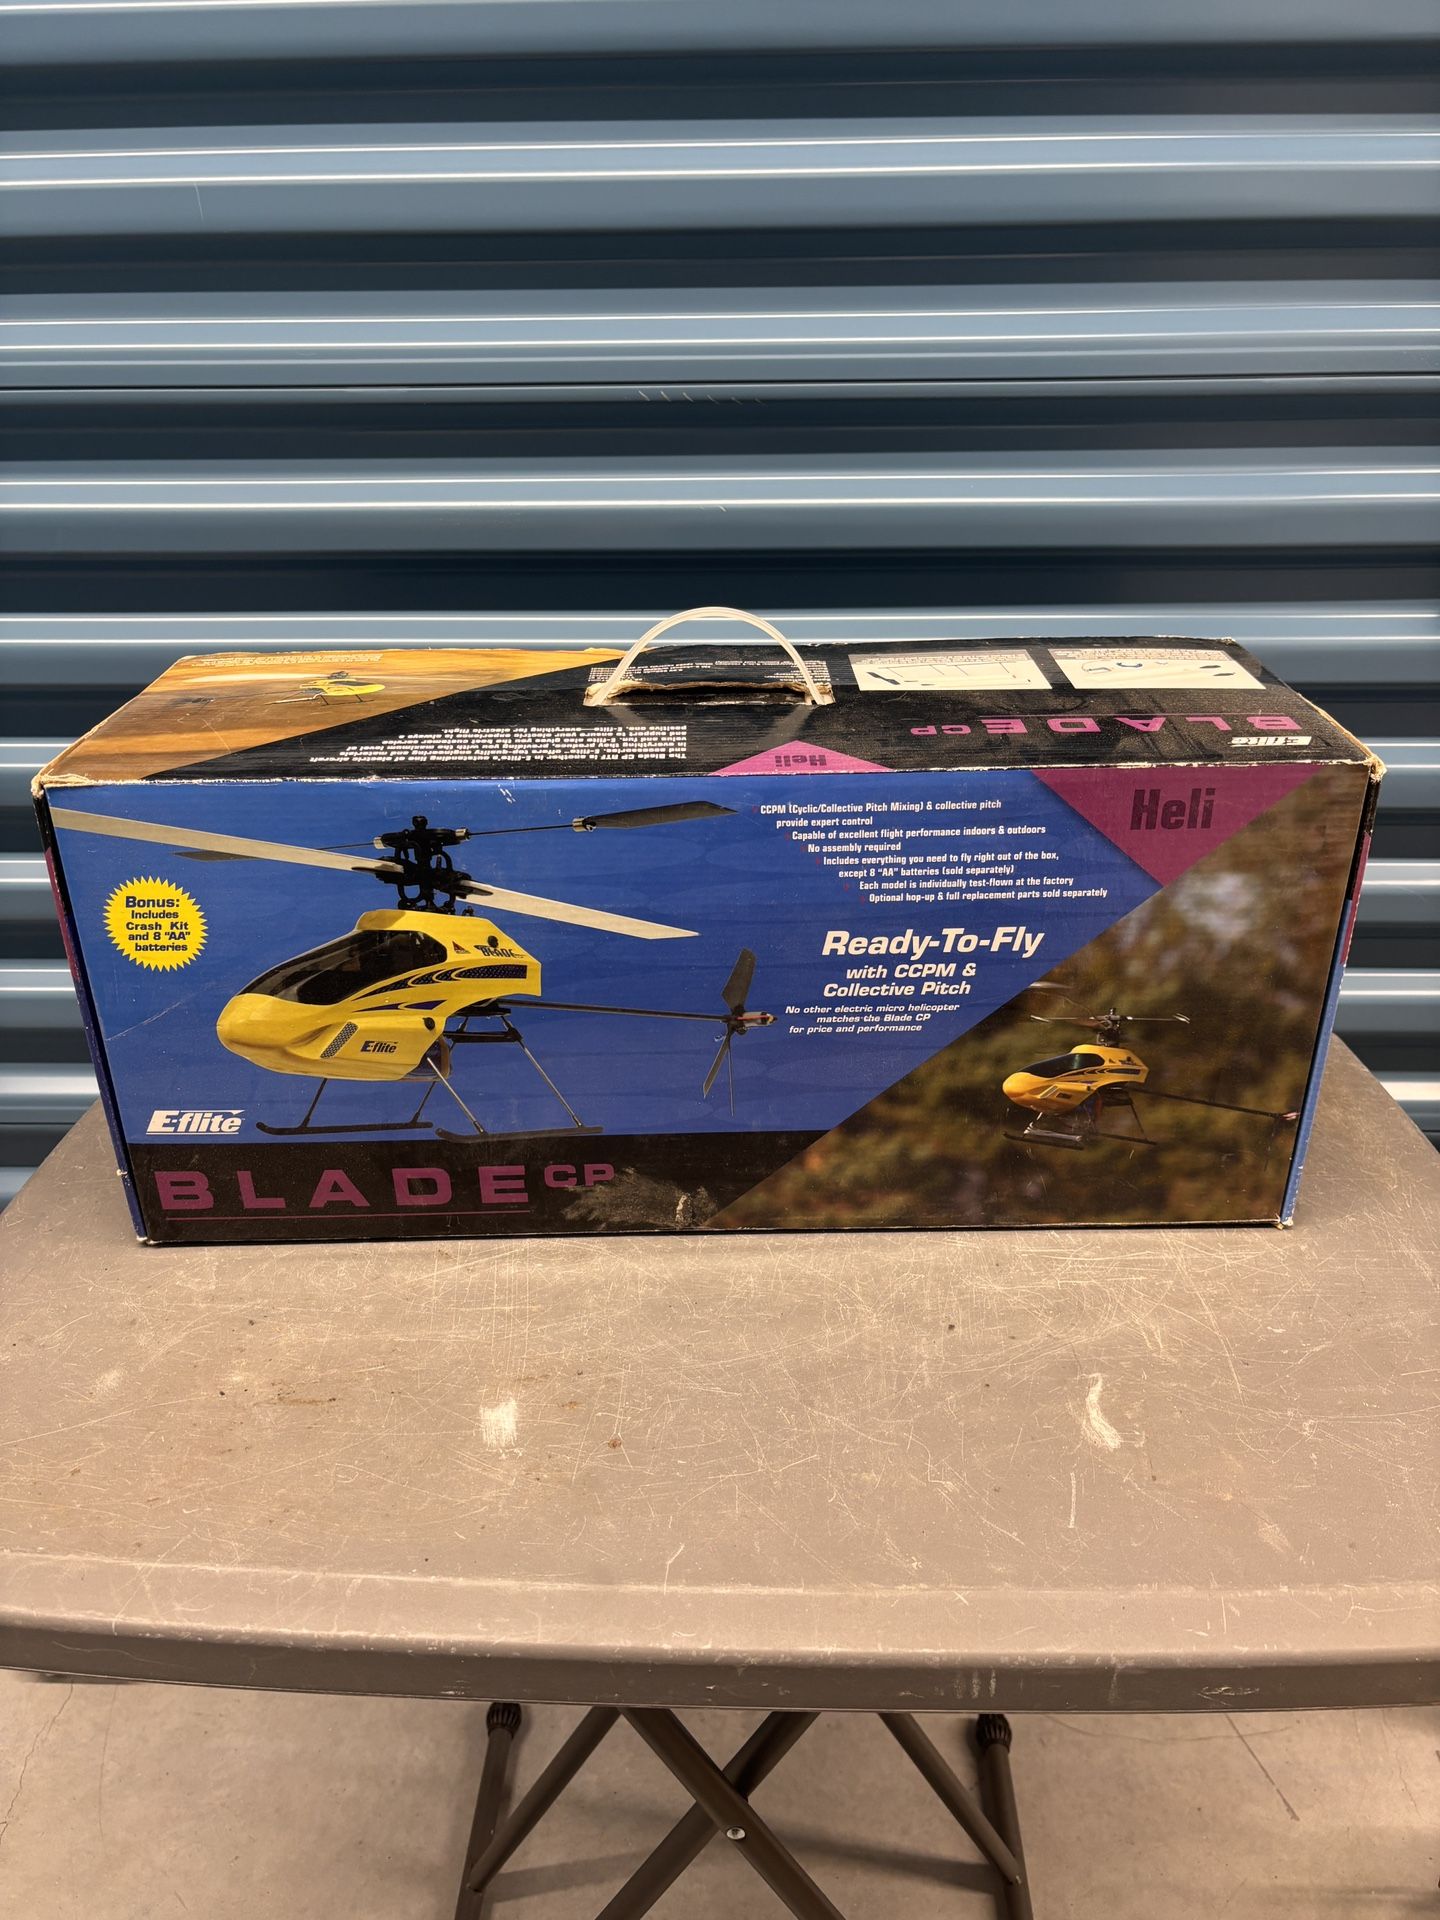 BLADE CP
E-flite
Heli
Heli
CCPM (Cyclic/Collective Pitch Mixing) & collective pitch
provide expert control
Capable of excellent flight performance indoors & outdoors
No assembly required
Includes everything you need to fly right out of the box,
except 8 "AA" batteries (sold separately)
Each model is individually test-flown at the factory
Optional hop-up & full replacement parts sold separately
Bonus:
Includes
Crash Kit
and 8 "AA"
batteries
BLADE
E-flite
Ready-To-Fly
with CCPM &
Collective Pitch
No other electric micro helicopter
matches the Blade CP
for price and performance
E-flite
BLADE CP